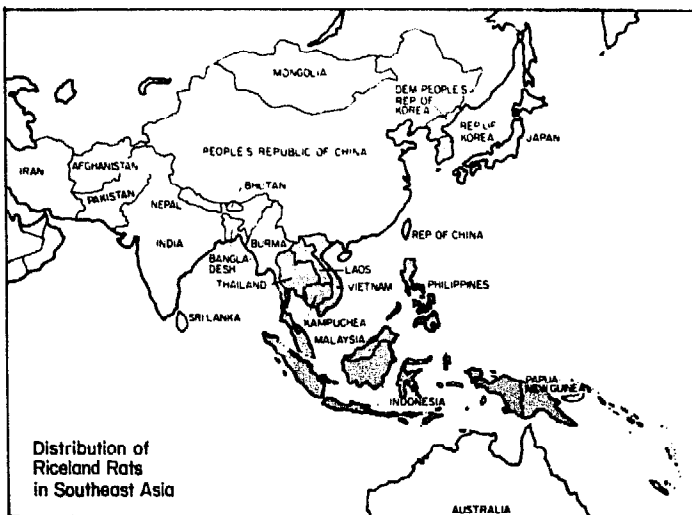 MONGOLIA
DEM PEOPLE'S
REP OF
KOREA
REP OF
KOREA
JAPAN
PEOPLE'S REPUBLIC OF CHINA
IRAN
AFGHANISTAN
PAKISTAN
NEPAL
BHUTAN
INDIA
BURMA
REP OF CHINA
BANGLA-
DESH
LAOS
THAILAND
VIETNAM
PHILIPPINES
SRI LANKA
KAMPUCHEA
MALAYSIA
PAPUA
NEW GUINEA
INDONESIA
Distribution of
Riceland Rats
in Southeast Asia
AUSTRALIA